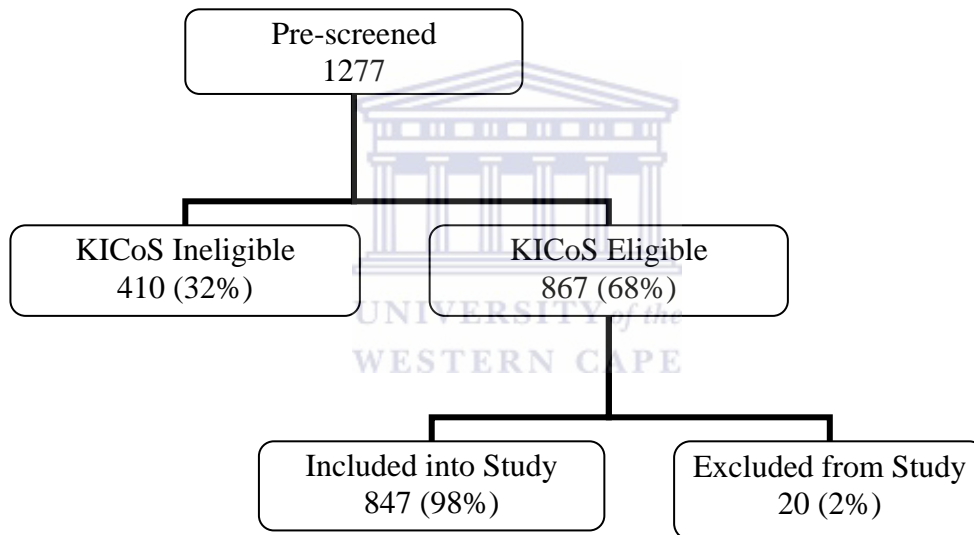 Pre-screened
1277
KICoS Ineligible
410 (32%)
KICoS Eligible
867 (68%)
UNIVERSITY of the
WESTERN CAPE
Included into Study
847 (98%)
Excluded from Study
20 (2%)